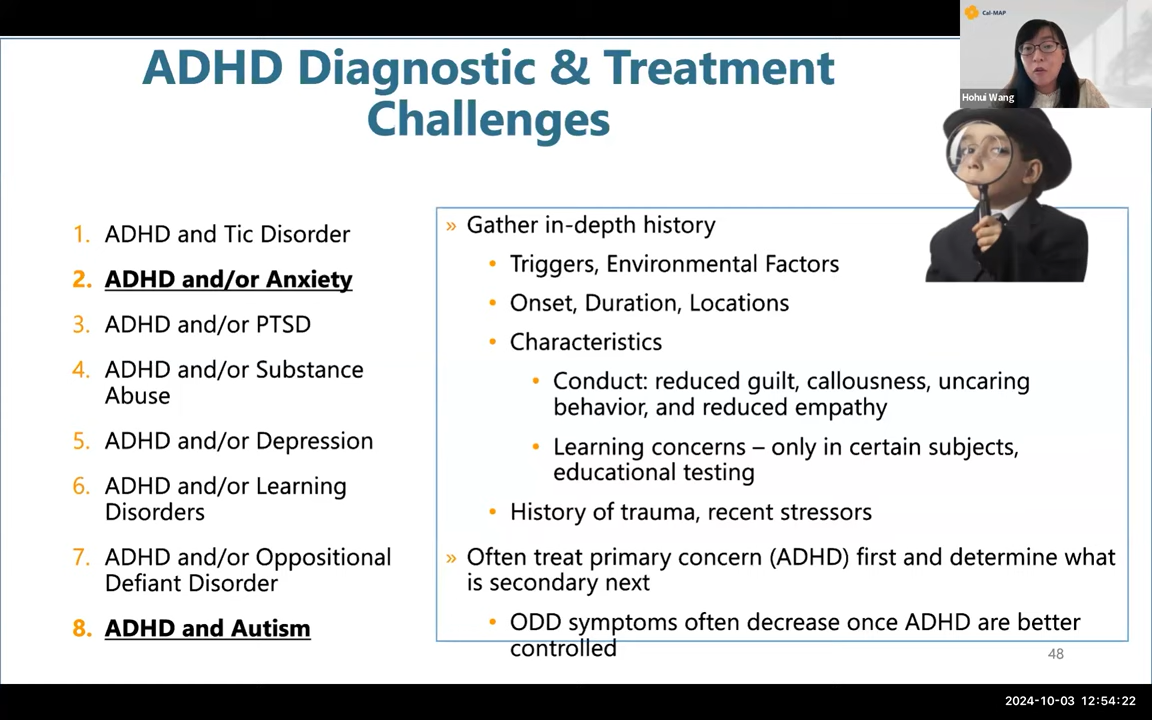 Cal-MAP
Hohui Wang
ADHD Diagnostic & Treatment
Challenges
1. ADHD and Tic Disorder
2. ADHD and/or Anxiety
3. ADHD and/or PTSD
4. ADHD and/or Substance
Abuse
5. ADHD and/or Depression
6. ADHD and/or Learning
Disorders
7. ADHD and/or Oppositional
Defiant Disorder
8. ADHD and Autism
» Gather in-depth history
• Triggers, Environmental Factors
• Onset, Duration, Locations
• Characteristics
• Conduct: reduced guilt, callousness, uncaring
behavior, and reduced empathy
• Learning concerns – only in certain subjects,
educational testing
• History of trauma, recent stressors
» Often treat primary concern (ADHD) first and determine what
is secondary next
• ODD symptoms often decrease once ADHD are better
controlled
48
2024-10-03 12:54:22